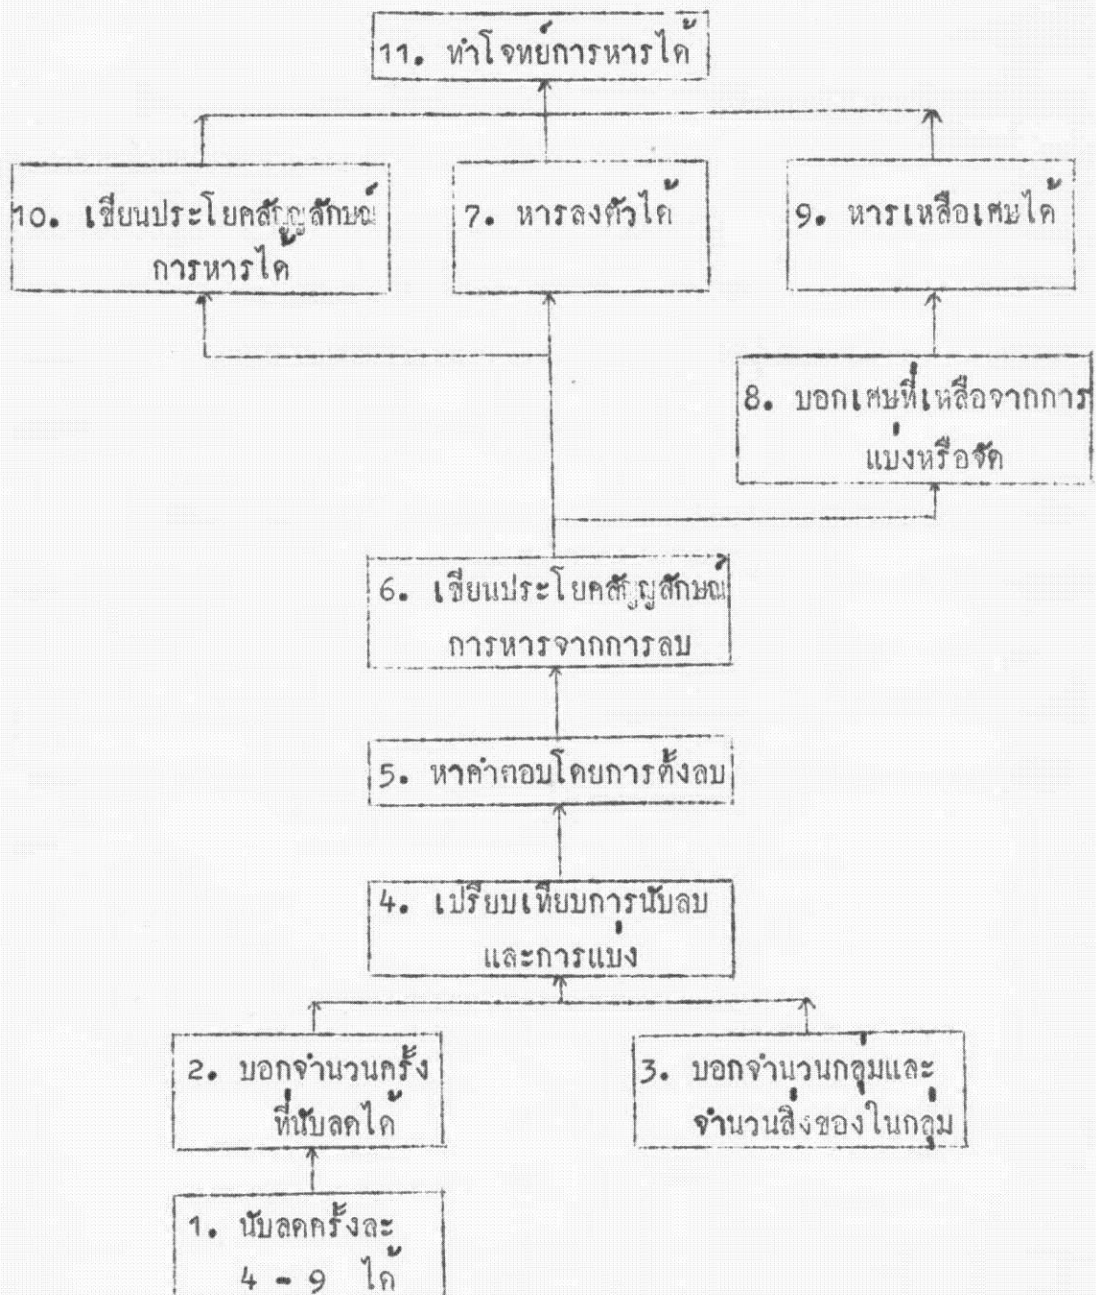 11. ทำโจทย์การหารได้
10. เขียนประโยคสัญญลักษณ์
การหารได้
7. หารลงตัวได้
9. หารเหลือเศษได้
8. บอกเศษที่เหลือจากการ
แบ่งหรือจัด
6. เขียนประโยคสัญญลักษณ์
การหารจากการลบ
5. หาคำตอบโดยการตั้งลบ
4. เปรียบเทียบการนับลบ
และการแบ่ง
2. บอกจำนวนครั้ง
ที่นับลดได้
3. บอกจำนวนกลุ่มและ
จำนวนสิ่งของในกลุ่ม
1. นับลดครั้งละ
4 - 9 ได้